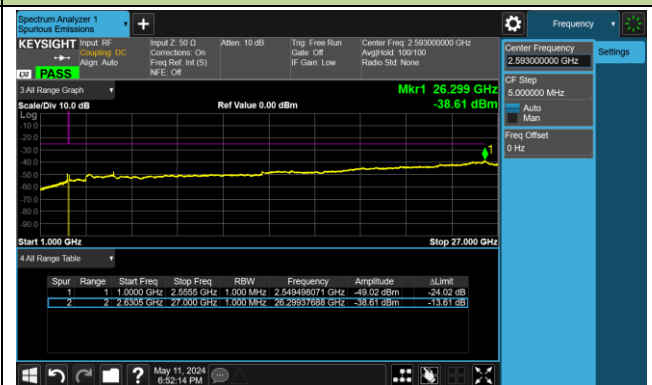 Spectrum Analyzer 1
Spurious Emissions
Frequency
KEYSIGHT
Input: RF
Coupling: DC
Align: Auto
Input Z: 50 Ω
Corrections: On
Freq Ref: Int (S)
NFE: Off
Atten: 10 dB
Trig: Free Run
Gate: Off
IF Gain: Low
Center Freq: 2.593000000 GHz
Avg|Hold: 100/100
Radio Std: None
LXI PASS
Center Frequency
2.593000000 GHz
Settings
CF Step
5.000000 MHz
Auto
Man
Freq Offset
0 Hz
3 All Range Graph
Mkr1 26.299 GHz
Scale/Div 10.0 dB
Ref Value 0.00 dBm
-38.61 dBm
Log
-10.0
-20.0
-30.0
-40.0
-50.0
-60.0
-70.0
-80.0
-90.0
1
Start 1.000 GHz
Stop 27.000 GHz
4 All Range Table
Spur Range Start Freq Stop Freq RBW Frequency Amplitude ΔLimit
1 1 1.0000 GHz 2.5555 GHz 1.000 MHz 2.549498071 GHz -49.02 dBm -24.02 dB
2 2 2.6305 GHz 27.000 GHz 1.000 MHz 26.29937688 GHz -38.61 dBm -13.61 dB
May 11, 2024
6:52:14 PM